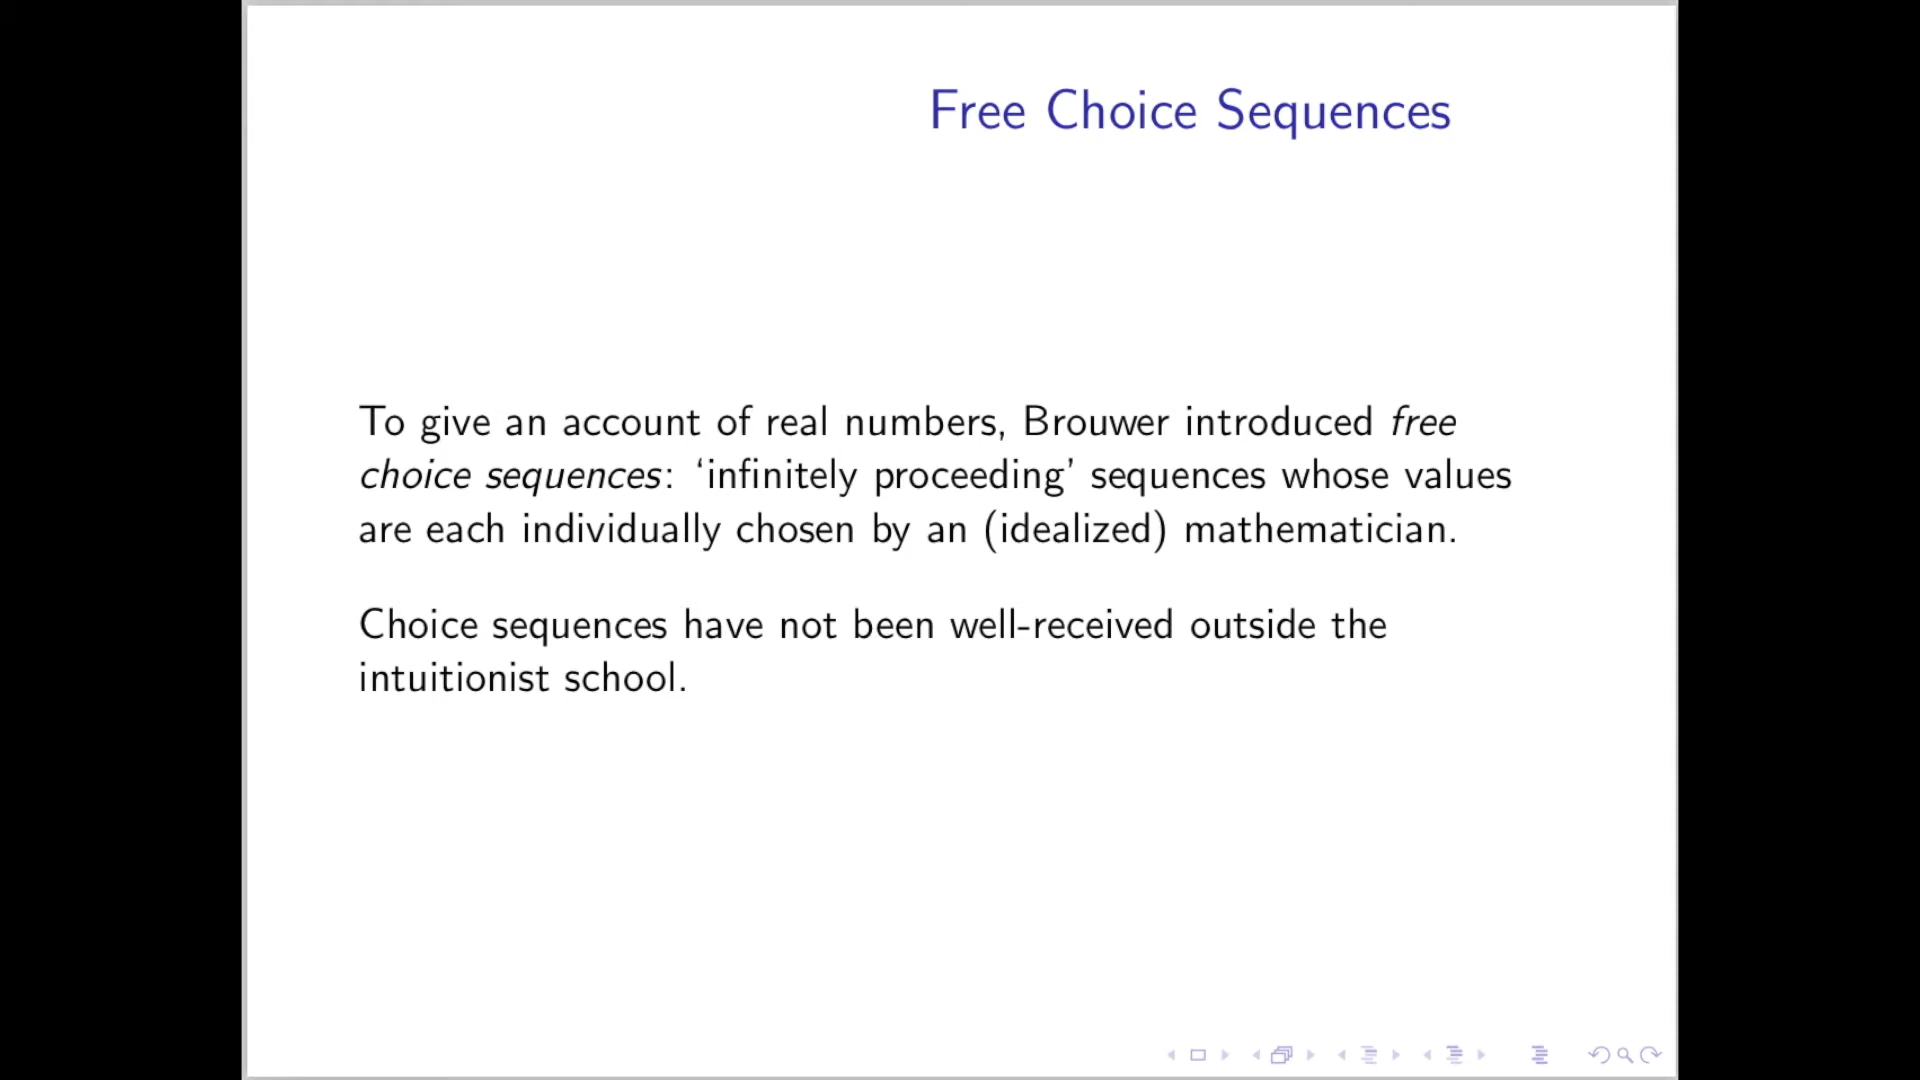 Free Choice Sequences
To give an account of real numbers, Brouwer introduced free
choice sequences: ‘infinitely proceeding’ sequences whose values
are each individually chosen by an (idealized) mathematician.
Choice sequences have not been well-received outside the
intuitionist school.